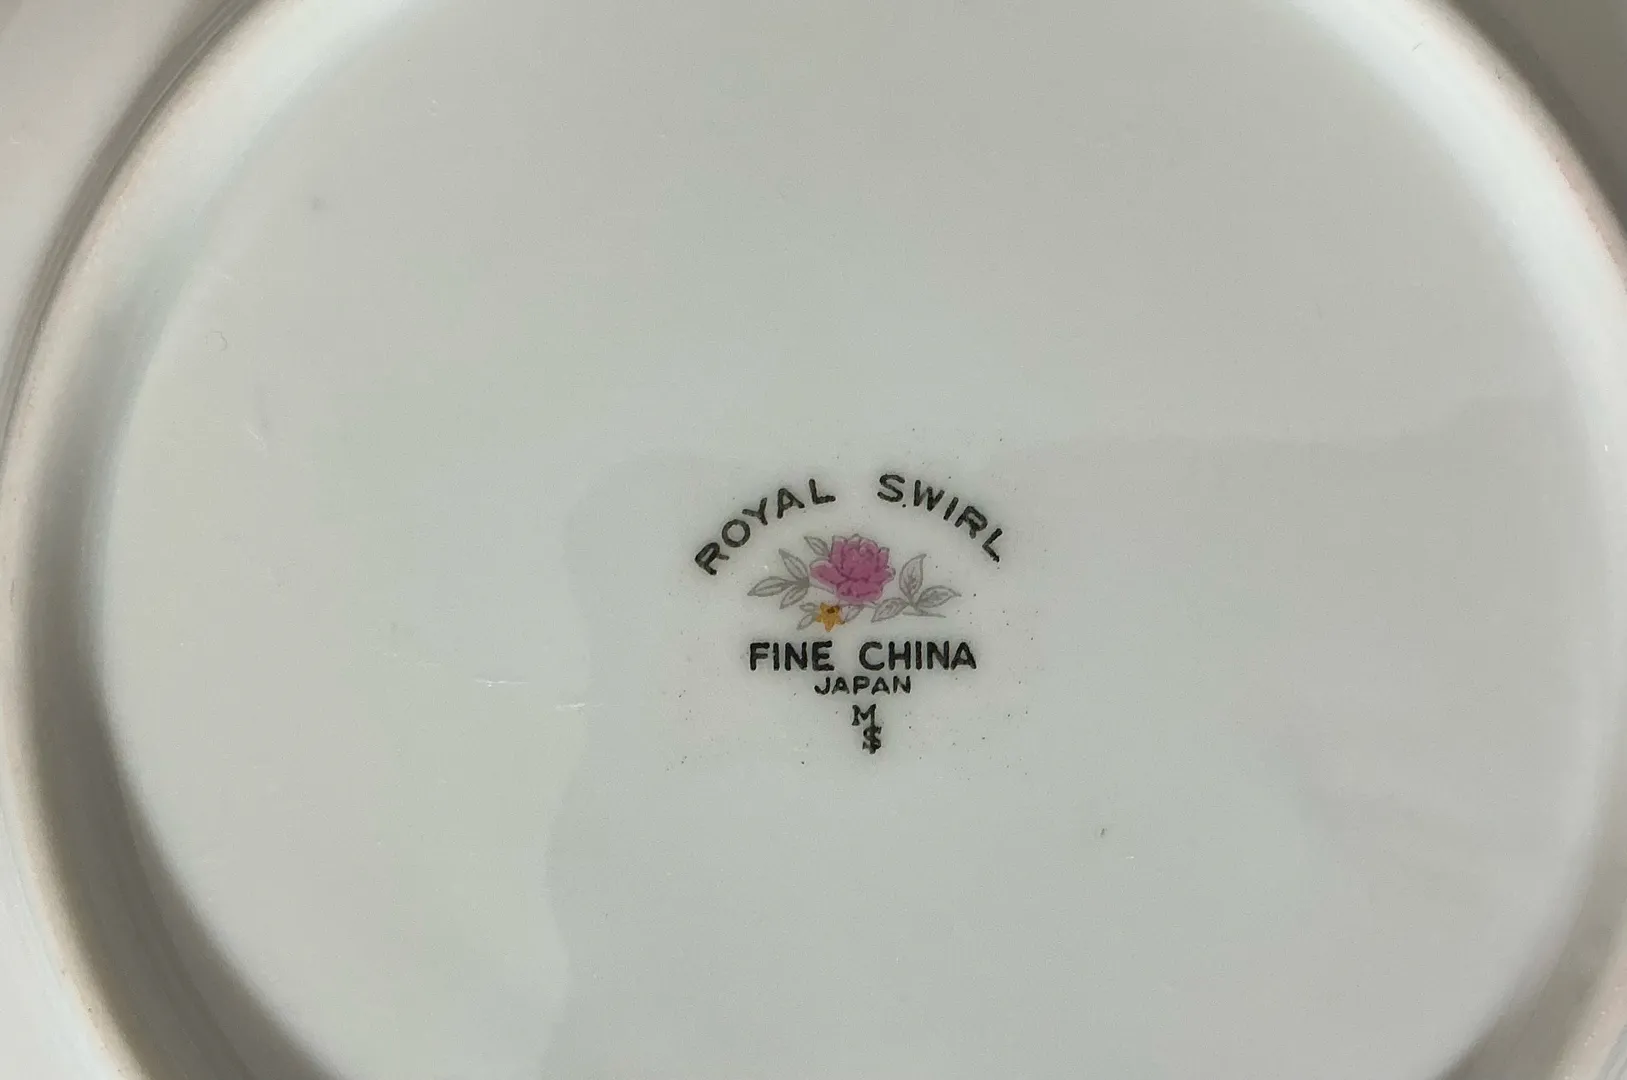 ROYAL SWIRL
FINE CHINA
JAPAN
M
S